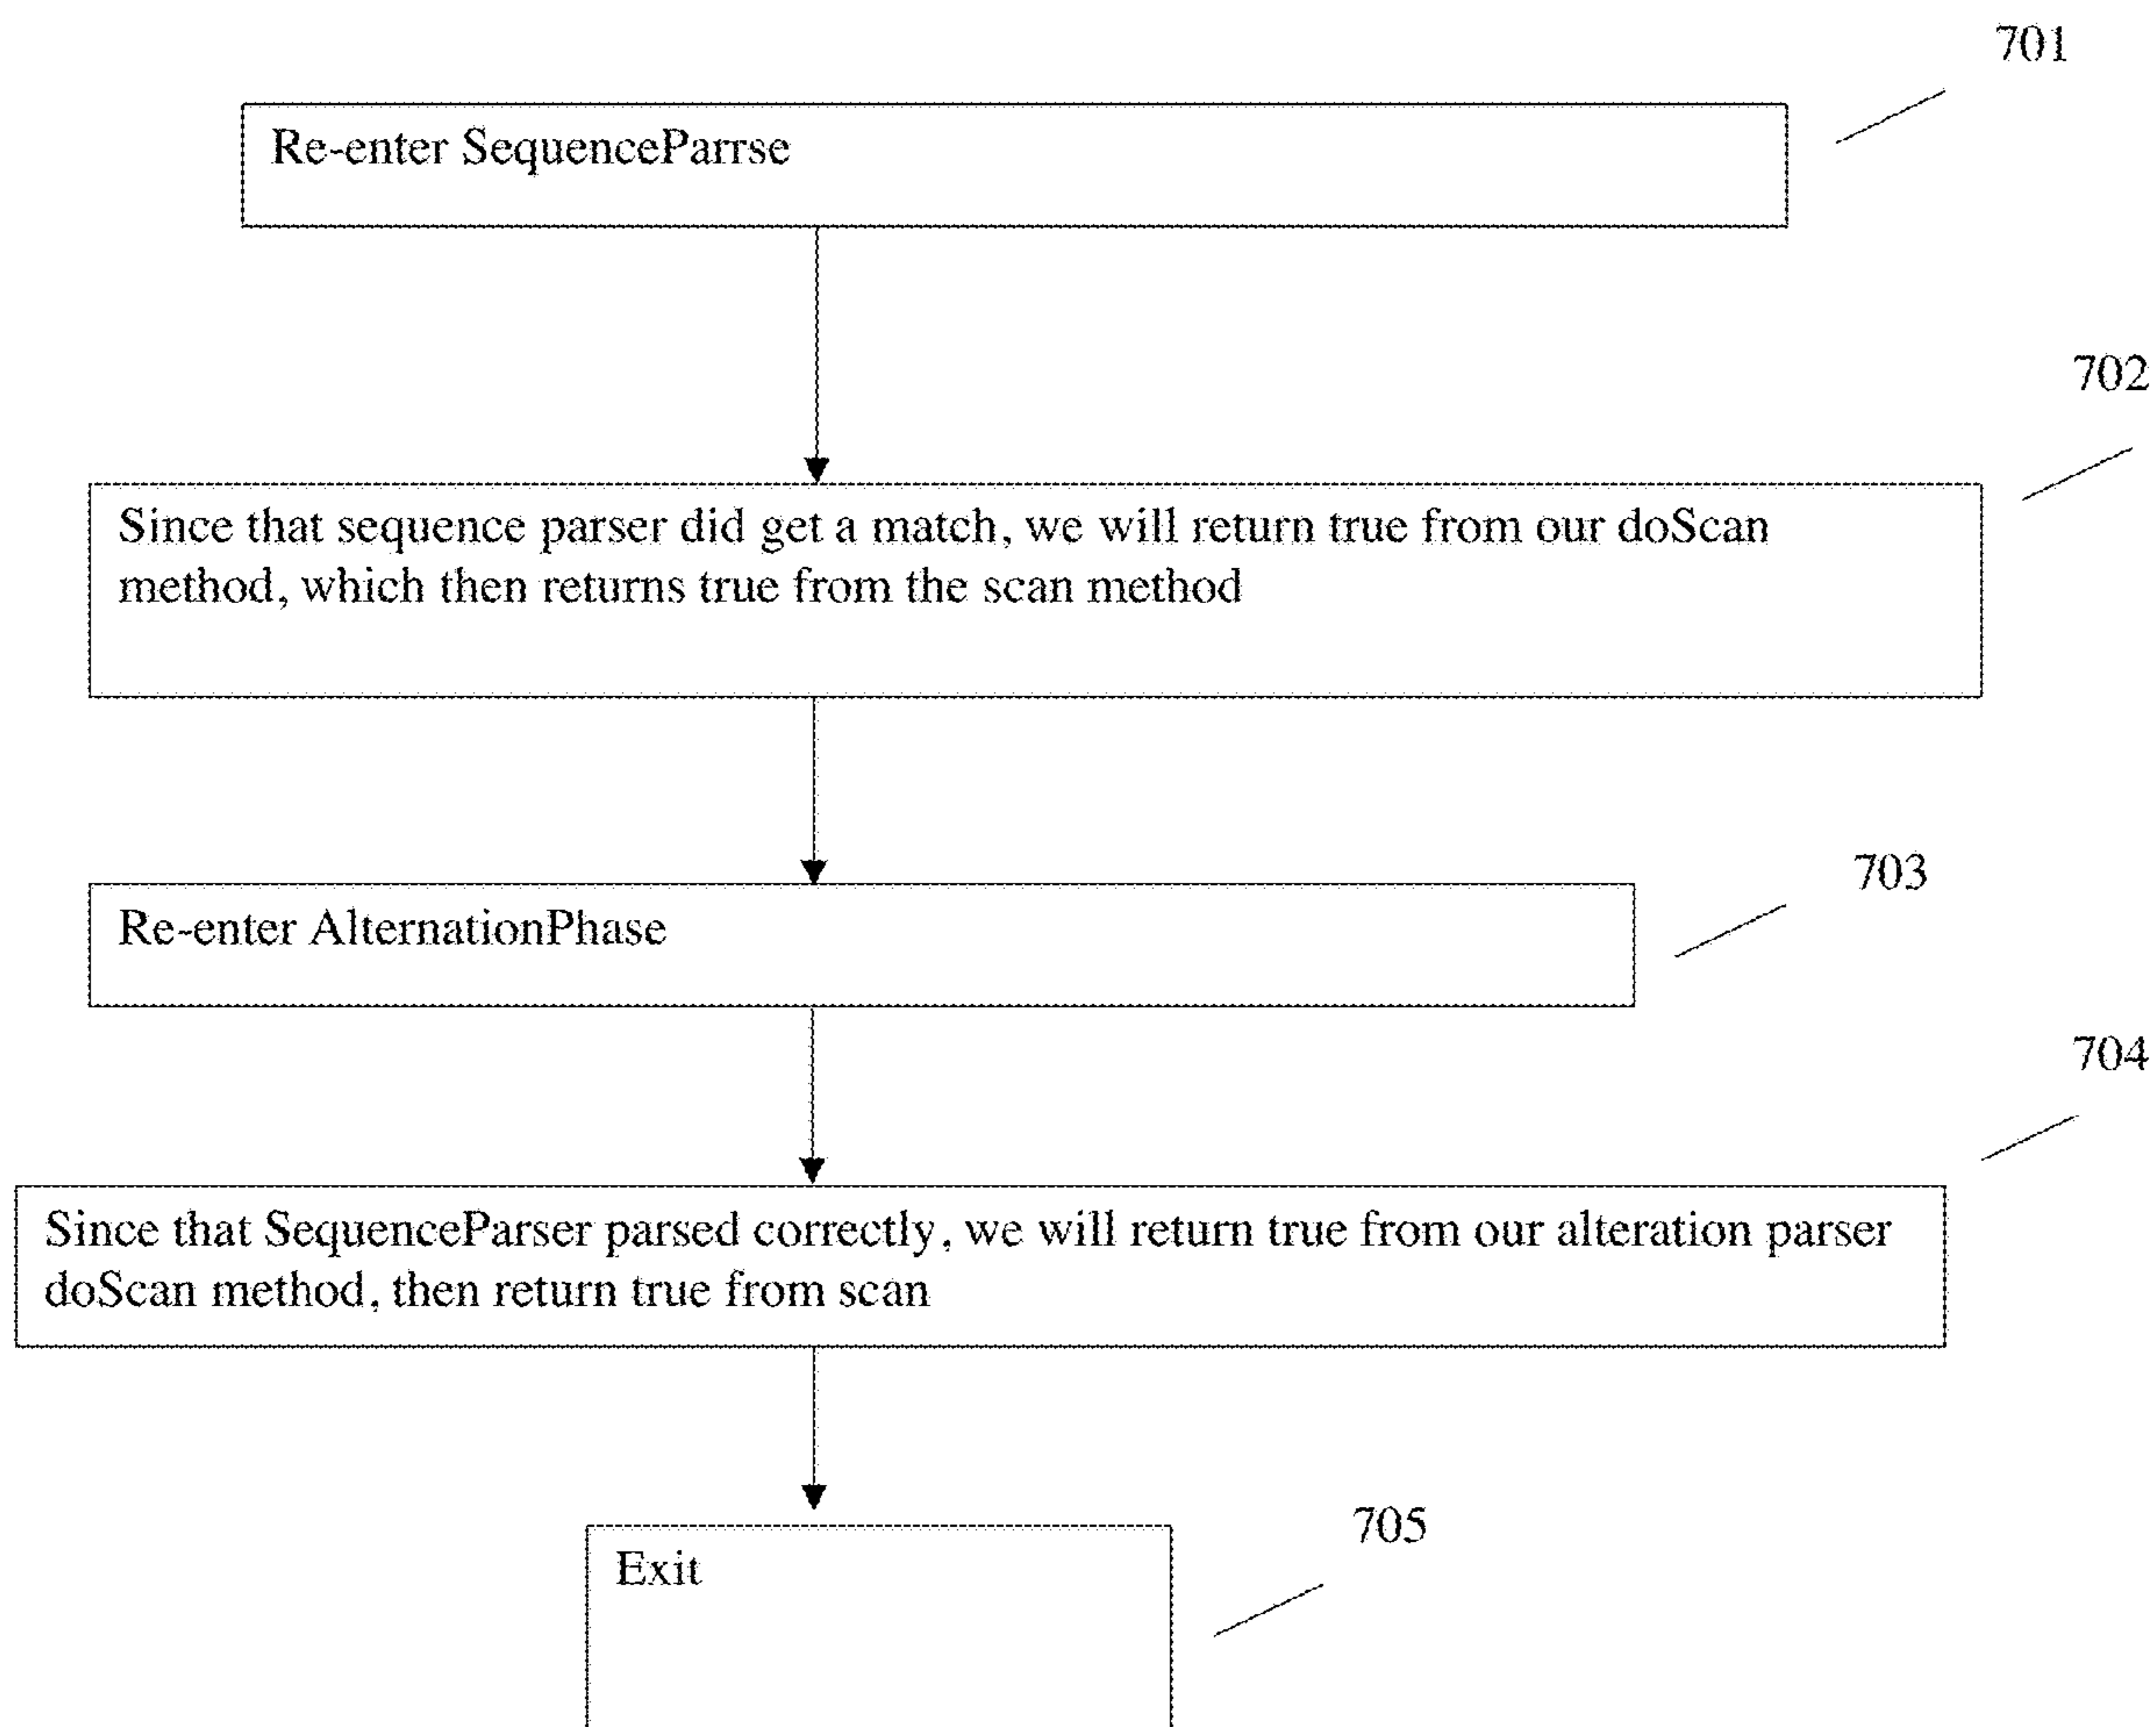 701
Re-enter SequenceParrse
702
Since that sequence parser did get a match, we will return true from our doScan
method, which then returns true from the scan method
703
Re-enter AlternationPhase
704
Since that SequenceParser parsed correctly, we will return true from our alteration parser
doScan method, then return true from scan
705
Exit